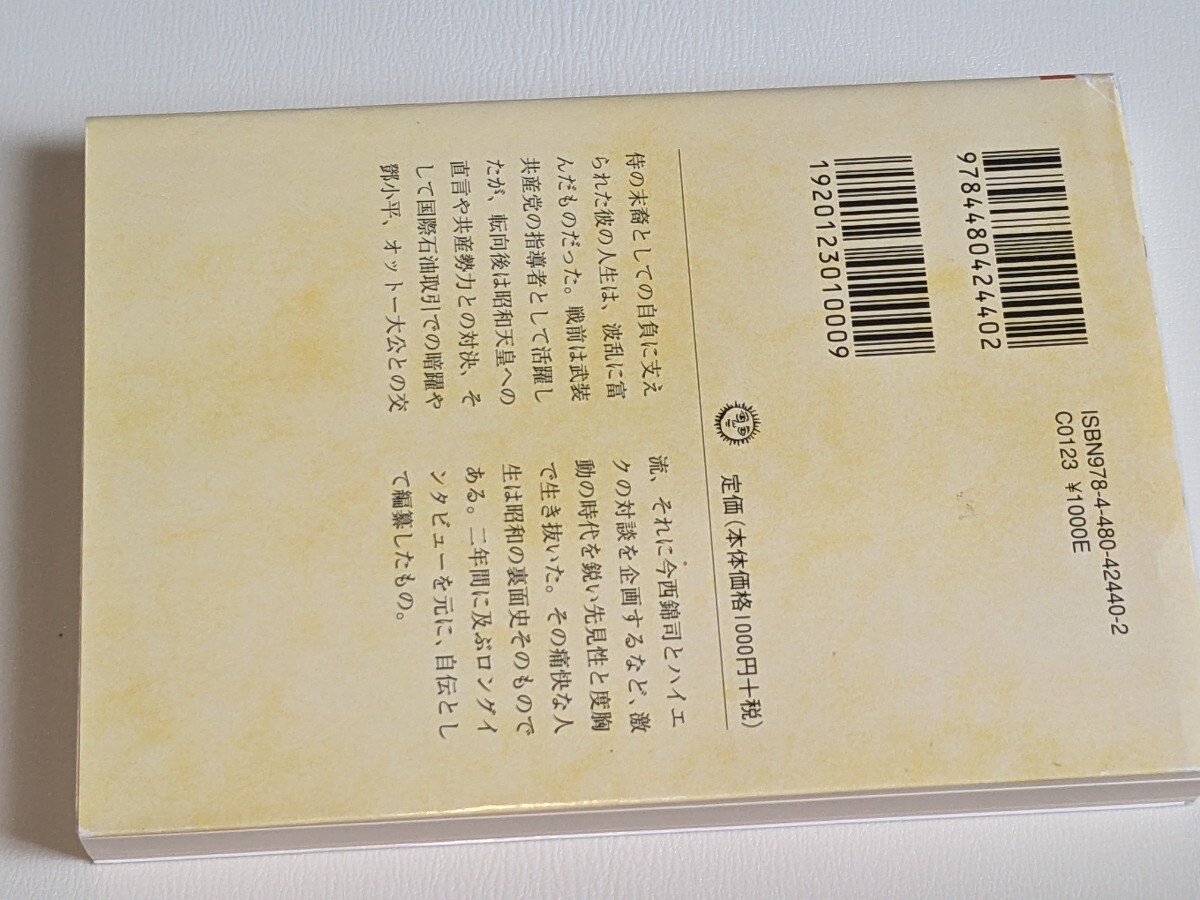 9784480424402
1920123010009
ISBN978-4-480-42440-2
C0123 ¥1000E
定価(本体価格1000円+税)
侍の末裔としての自負に支え
られた彼の人生は、波乱に富
んだものだった。戦前は武装
共産党の指導者として活躍し
たが、転向後は昭和天皇への
直言や共産勢力との対決、そ
して国際石油取引での暗躍や
鄧小平、オットー大公との交
流、それに今西錦司とハイエ
クの対談を企画するなど、激
動の時代を鋭い先見性と度胸
で生き抜いた。その痛快な人
生は昭和の裏面史そのもので
ある。二年間に及ぶロングイ
ンタビューを元に、自伝とし
て編纂したもの。